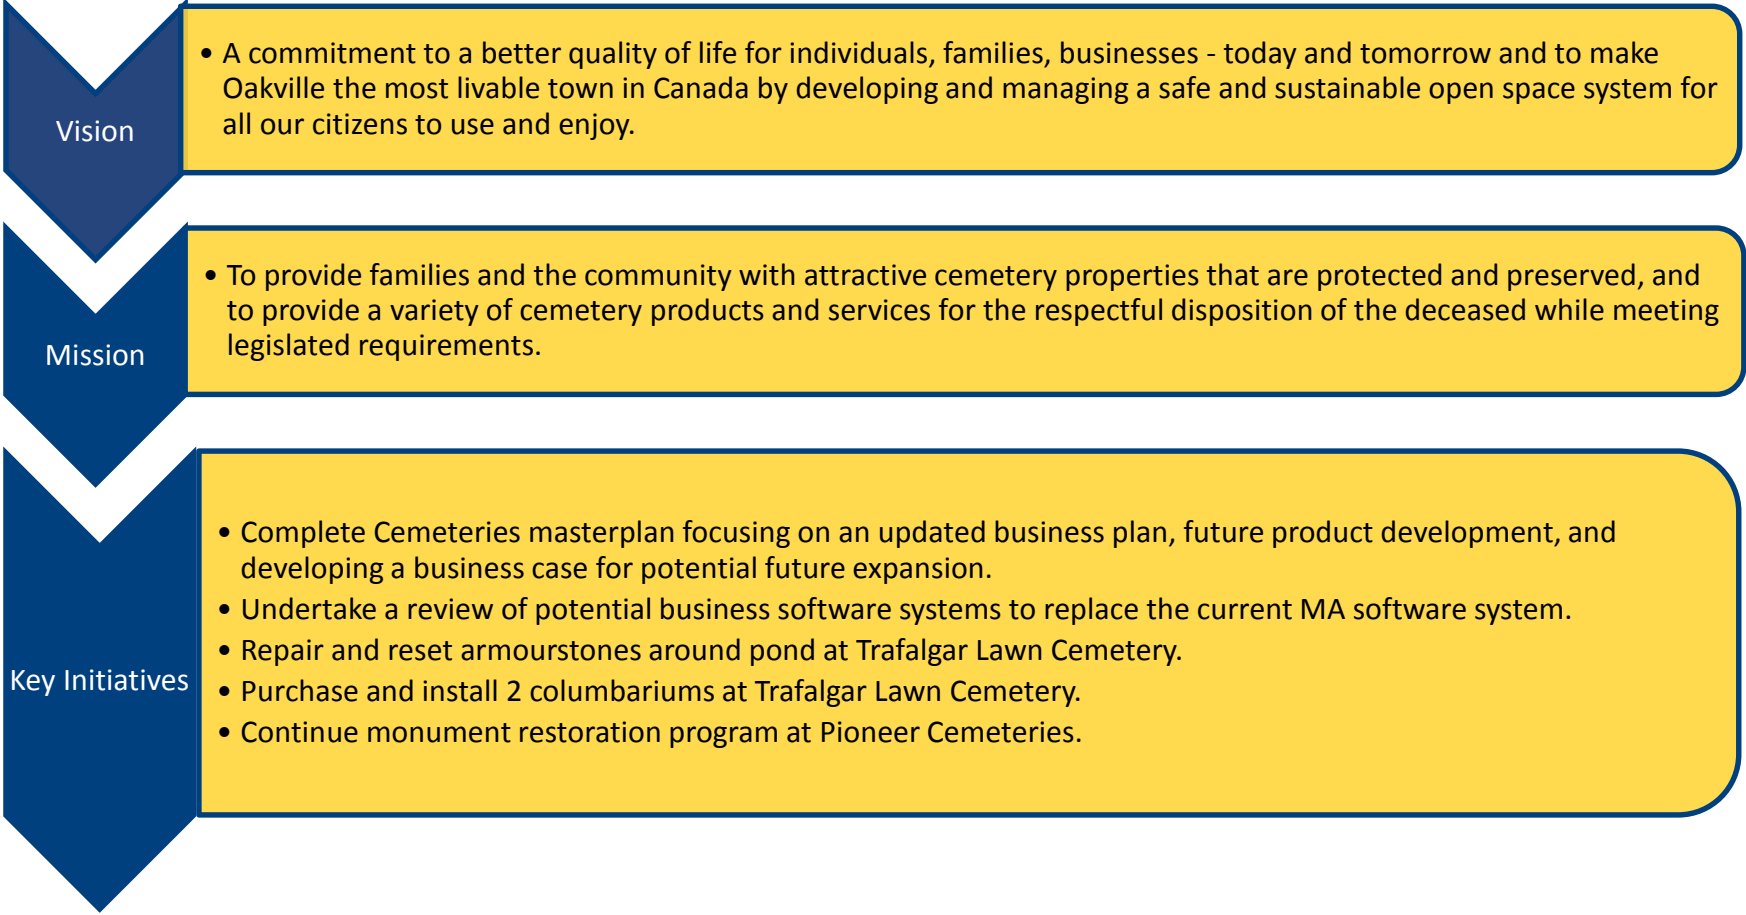 Vision
• A commitment to a better quality of life for individuals, families, businesses - today and tomorrow and to make
Oakville the most livable town in Canada by developing and managing a safe and sustainable open space system for
all our citizens to use and enjoy.
Mission
• To provide families and the community with attractive cemetery properties that are protected and preserved, and
to provide a variety of cemetery products and services for the respectful disposition of the deceased while meeting
legislated requirements.
Key Initiatives
• Complete Cemeteries masterplan focusing on an updated business plan, future product development, and
developing a business case for potential future expansion.
• Undertake a review of potential business software systems to replace the current MA software system.
• Repair and reset armourstones around pond at Trafalgar Lawn Cemetery.
• Purchase and install 2 columbariums at Trafalgar Lawn Cemetery.
• Continue monument restoration program at Pioneer Cemeteries.